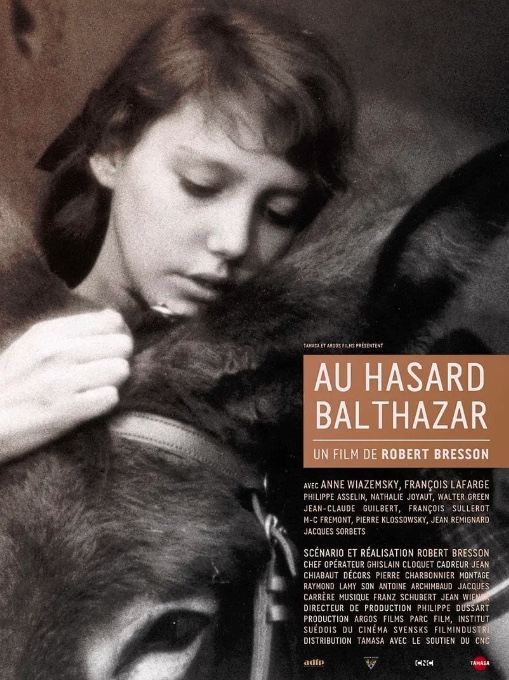 TAMASA ET ARGOS FILMS PRÉSENTENT
AU HASARD
BALTHAZAR
UN FILM DE ROBERT BRESSON
AVEC ANNE WIAZEMSKY, FRANÇOIS LAFARGE
PHILIPPE ASSELIN, NATHALIE JOYAUT, WALTER GREEN
JEAN-CLAUDE GUILBERT, FRANÇOIS SULLEROT
M-C FREMONT, PIERRE KLOSSOWSKY, JEAN REMIGNARD
JACQUES SORBETS
SCÉNARIO ET RÉALISATION ROBERT BRESSON
CHEF OPÉRATEUR GHISLAIN CLOQUET CADREUR JEAN
CHIABAUT DÉCORS PIERRE CHARBONNIER MONTAGE
RAYMOND LAMY SON ANTOINE ARCHIMBAUD JACQUES
CARRÈRE MUSIQUE FRANZ SCHUBERT JEAN WIENER
DIRECTEUR DE PRODUCTION PHILIPPE DUSSART
PRODUCTION ARGOS FILMS PARC FILM, INSTITUT
SUÉDOIS DU CINÉMA SVENSKS FILMINDUSTRI
DISTRIBUTION TAMASA AVEC LE SOUTIEN DU CNC
adfp
CNC
TAMASA